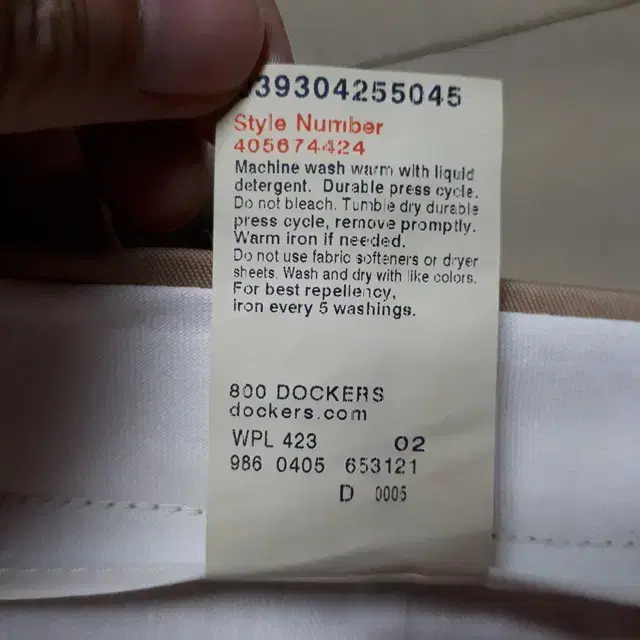 39304255045
Style Number
405674424
Machine wash warm with liquid
detergent. Durable press cycle.
Do not bleach. Tumble dry durable
press cycle, remove promptly.
Warm iron if needed.
Do not use fabric softeners or dryer
sheets. Wash and dry with like colors.
For best repellency,
iron every 5 washings.
800 DOCKERS
dockers.com
WPL 423 02
986 0405 653121
D 0005